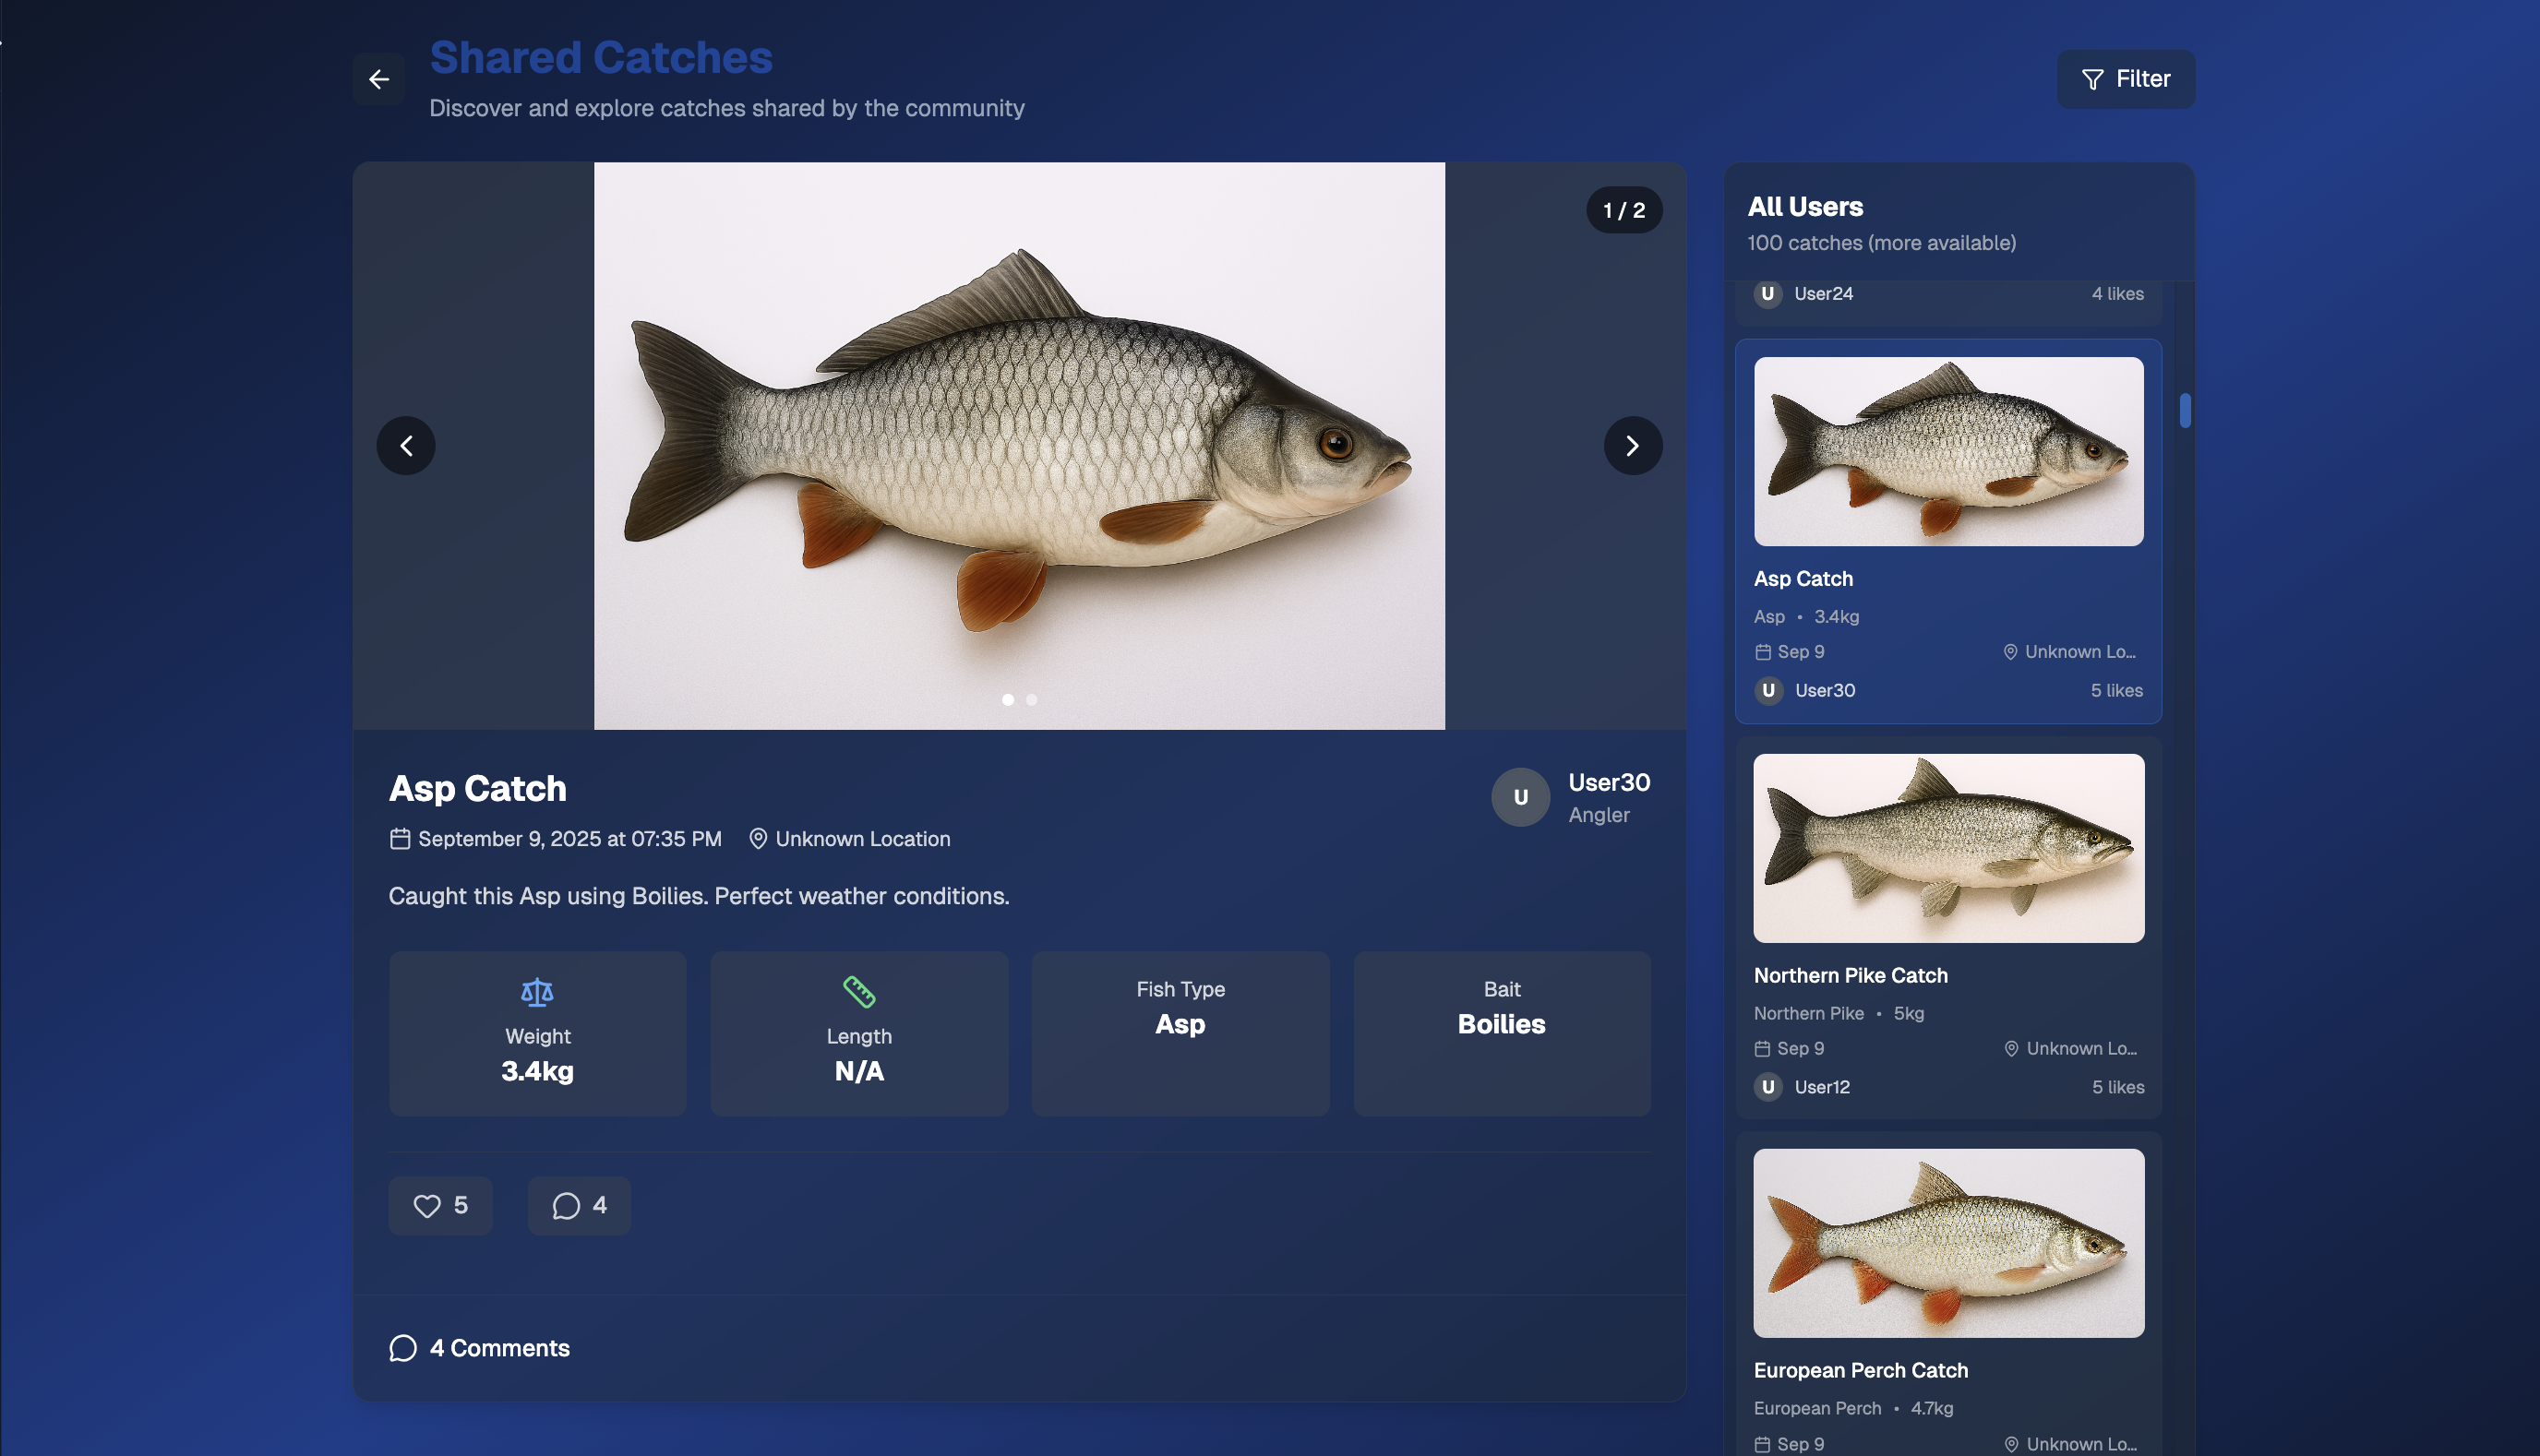 Shared Catches
Discover and explore catches shared by the community
Filter
1 / 2
Asp Catch
September 9, 2025 at 07:35 PM
Unknown Location
U
User30
Angler
Caught this Asp using Boilies. Perfect weather conditions.
Weight
3.4kg
Length
N/A
Fish Type
Asp
Bait
Boilies
5
4
4 Comments
All Users
100 catches (more available)
U User24 4 likes
Asp Catch
Asp • 3.4kg
Sep 9 Unknown Lo...
U User30 5 likes
Northern Pike Catch
Northern Pike • 5kg
Sep 9 Unknown Lo...
U User12 5 likes
European Perch Catch
European Perch • 4.7kg
Sep 9 Unknown Lo...